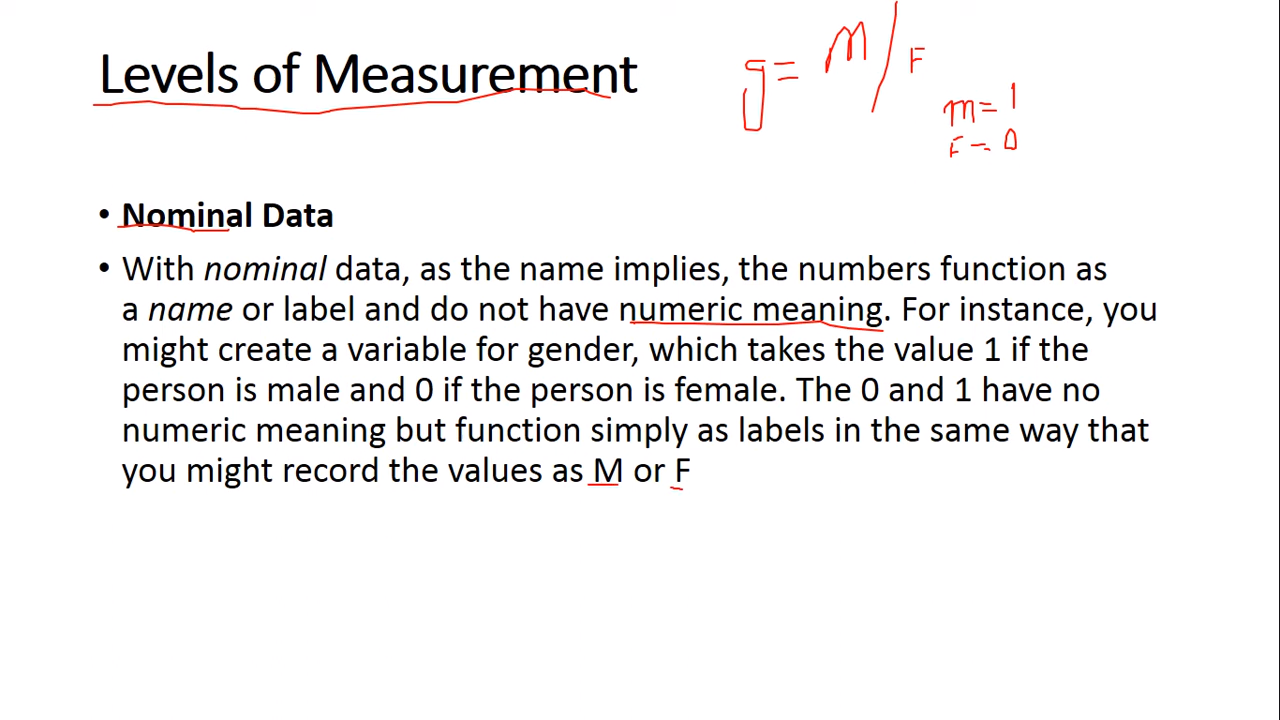 Levels of Measurement
g = M / F
m = 1
F = 0
• Nominal Data
• With nominal data, as the name implies, the numbers function as
a name or label and do not have numeric meaning. For instance, you
might create a variable for gender, which takes the value 1 if the
person is male and 0 if the person is female. The 0 and 1 have no
numeric meaning but function simply as labels in the same way that
you might record the values as M or F